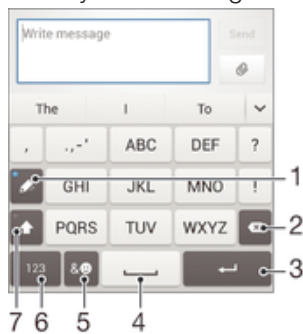 Write message
Send
The I To
, .,-' ABC DEF ?
GHI JKL MNO !
PQRS TUV WXYZ
123 &
1
2
3
4
5
6
7